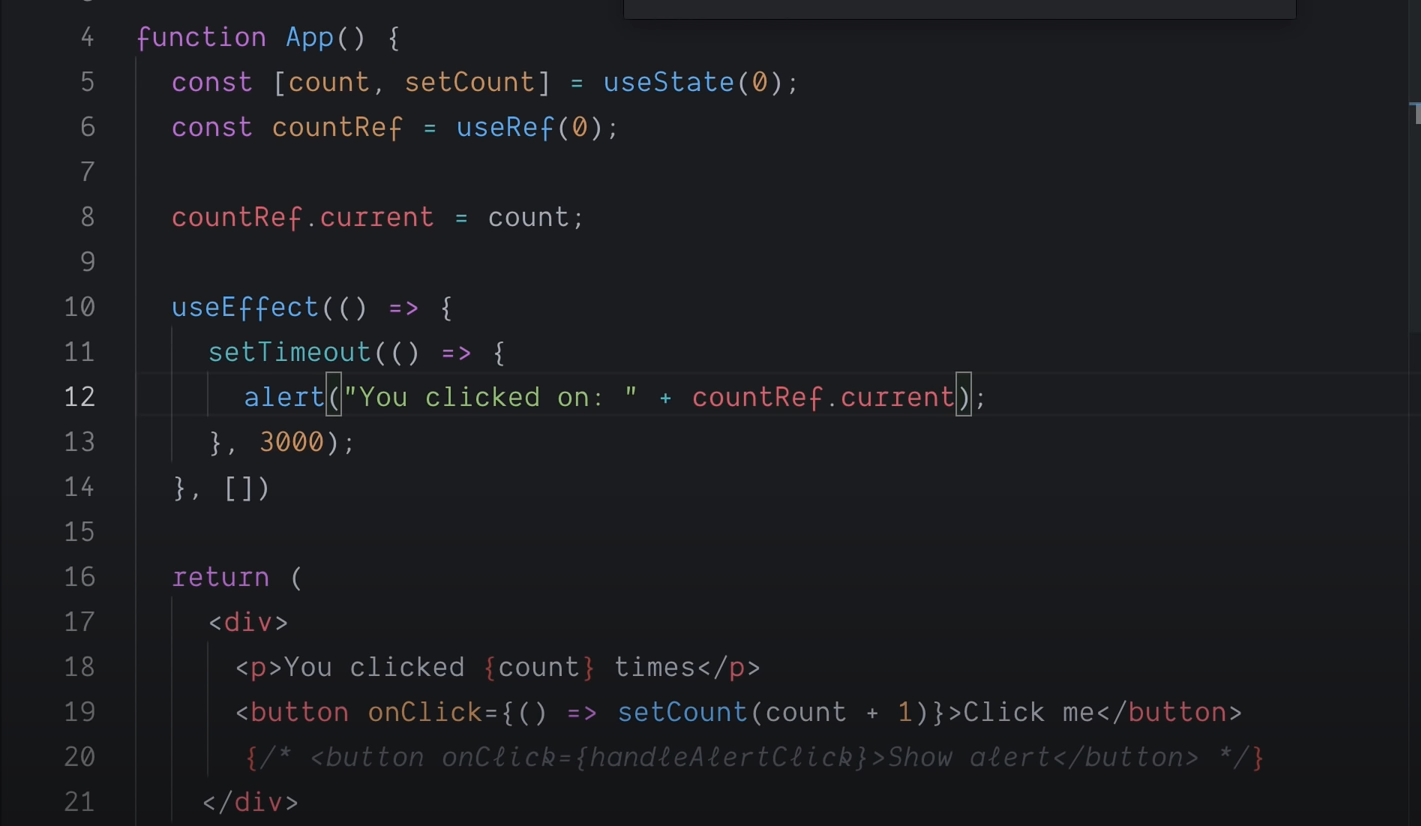 4 function App() {
5 const [count, setCount] = useState(0);
6 const countRef = useRef(0);
7
8 countRef.current = count;
9
10 useEffect(() => {
11 setTimeout(() => {
12 alert("You clicked on: " + countRef.current);
13 }, 3000);
14 }, [])
15
16 return (
17 <div>
18 <p>You clicked {count} times</p>
19 <button onClick={() => setCount(count + 1)}>Click me</button>
20 {/* <button onClick={handleAlertClick}>Show alert</button> */}
21 </div>